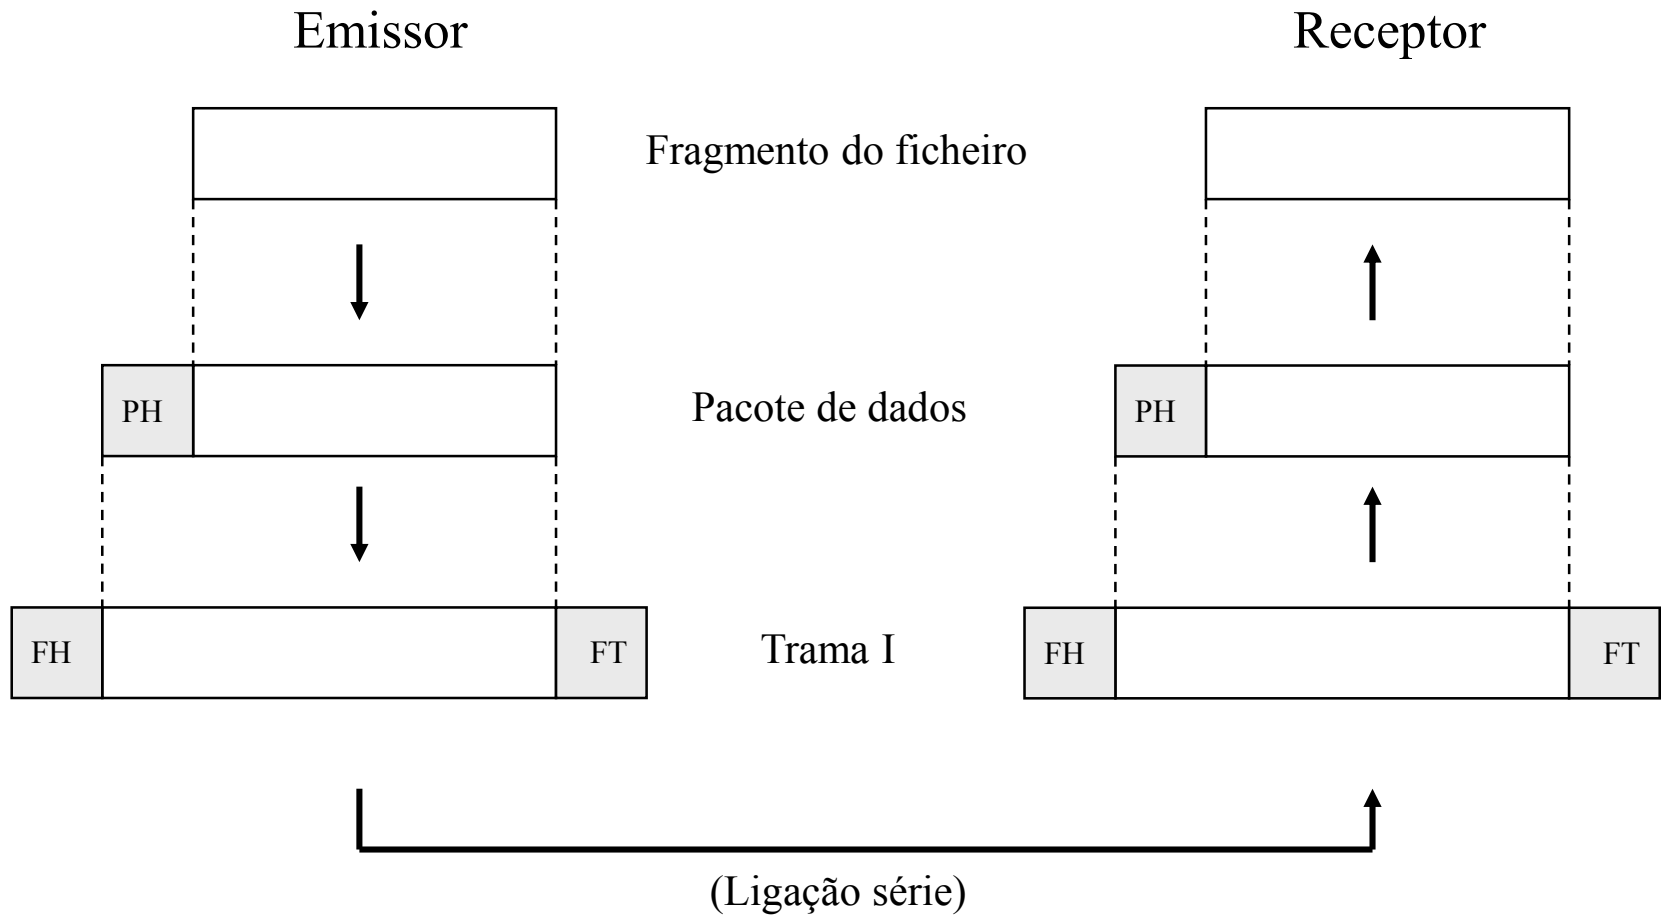 Emissor
Receptor
Fragmento do ficheiro
PH
Pacote de dados
PH
FH
FT
Trama I
FH
FT
(Ligação série)